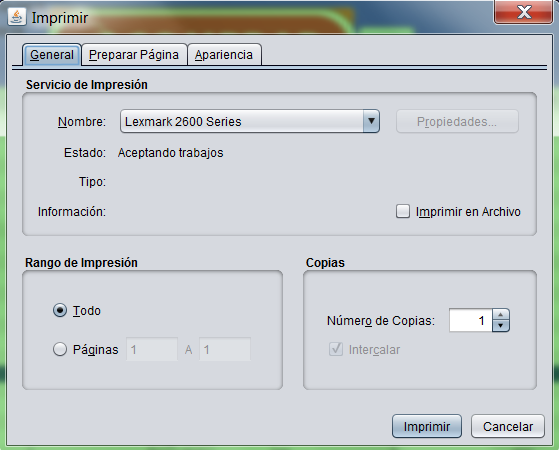 Imprimir
General Preparar Página Apariencia
Servicio de Impresión
Nombre: Lexmark 2600 Series Propiedades...
Estado: Aceptando trabajos
Tipo:
Información: Imprimir en Archivo
Rango de Impresión Copias
Todo Número de Copias: 1
Páginas 1 A 1 Intercalar
Imprimir Cancelar